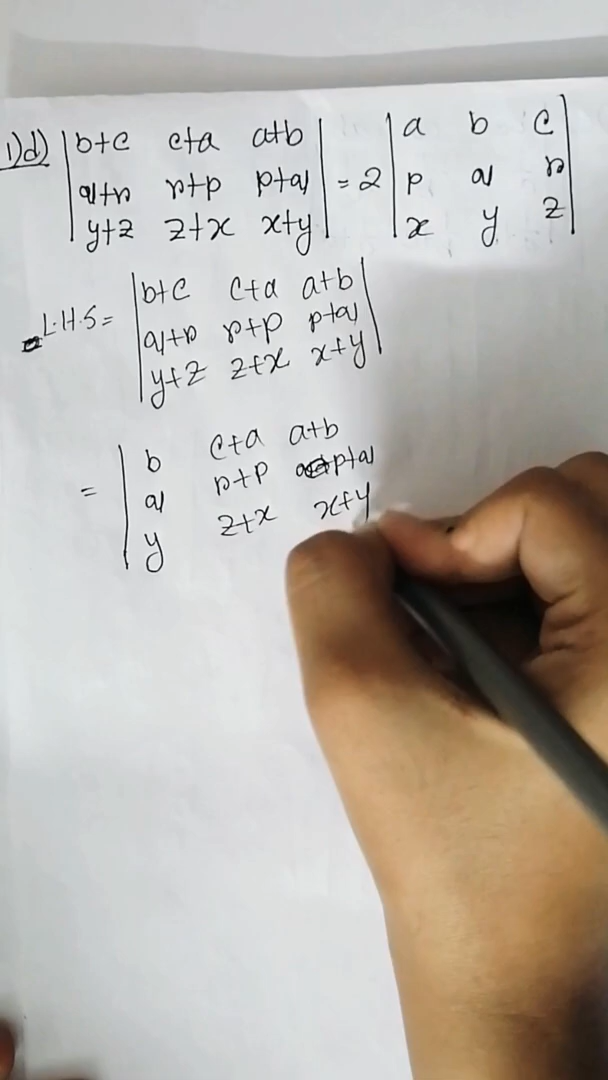 1)d) |b+c c+a a+b| = 2 |a b c|
|q+r r+p p+q| |p q r|
|y+z z+x x+y| |x y z|
L.H.S = |b+c c+a a+b|
|q+r r+p p+q|
|y+z z+x x+y|
= |b c+a a+b
|q r+p p+q
|y z+x x+y